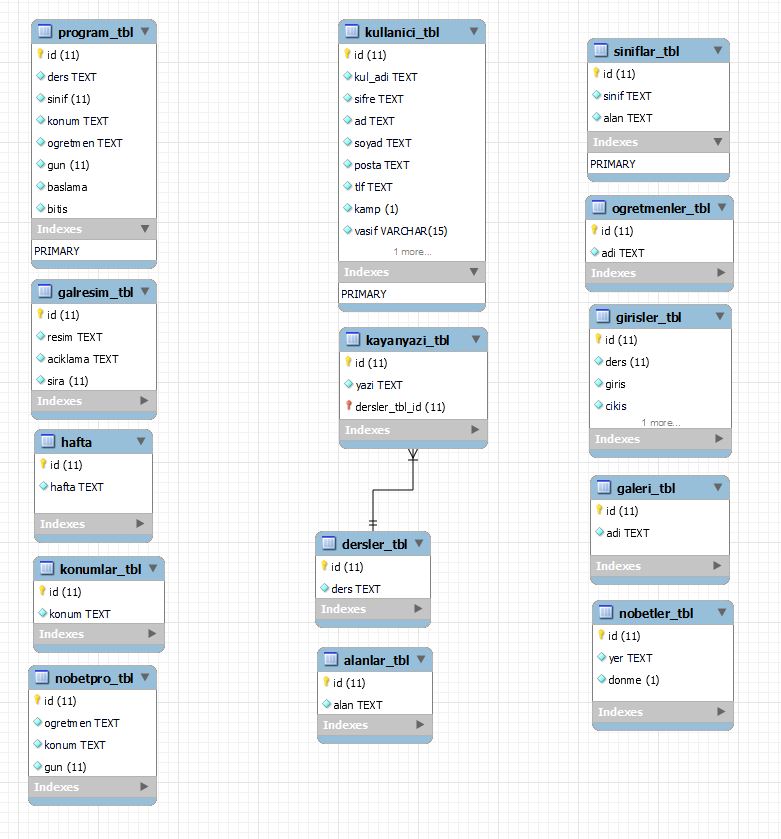 program_tbl
id (11)
ders TEXT
sinif (11)
konum TEXT
ogretmen TEXT
gun (11)
baslama
bitis
Indexes
PRIMARY
galresim_tbl
id (11)
resim TEXT
aciklama TEXT
sira (11)
Indexes
hafta
id (11)
hafta TEXT
Indexes
konumlar_tbl
id (11)
konum TEXT
Indexes
nobetpro_tbl
id (11)
ogretmen TEXT
konum TEXT
gun (11)
Indexes
kullanici_tbl
id (11)
kul_adi TEXT
sifre TEXT
ad TEXT
soyad TEXT
posta TEXT
tlf TEXT
kamp (1)
vasif VARCHAR(15)
1 more...
Indexes
PRIMARY
kayanyazi_tbl
id (11)
yazi TEXT
dersler_tbl_id (11)
Indexes
dersler_tbl
id (11)
ders TEXT
Indexes
alanlar_tbl
id (11)
alan TEXT
Indexes
siniflar_tbl
id (11)
sinif TEXT
alan TEXT
Indexes
PRIMARY
ogretmenler_tbl
id (11)
adi TEXT
Indexes
girisler_tbl
id (11)
ders (11)
giris
cikis
1 more...
Indexes
galeri_tbl
id (11)
adi TEXT
Indexes
nobetler_tbl
id (11)
yer TEXT
donme (1)
Indexes